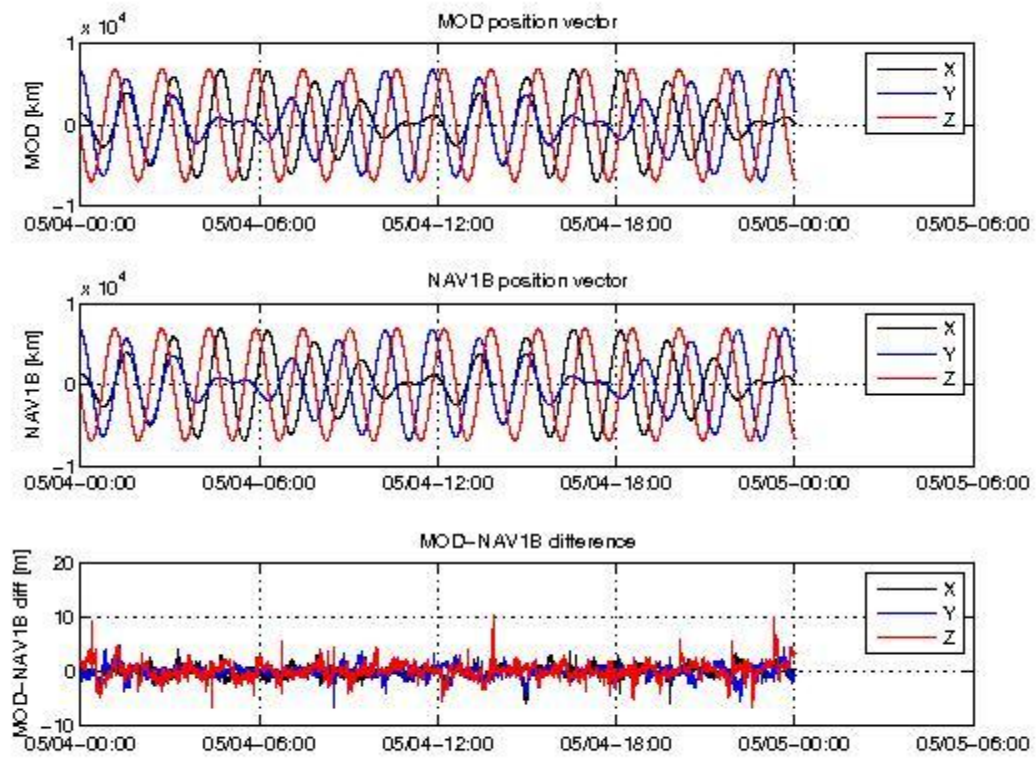 MOD position vector
x 10^4
1
0
−1
MOD [km]
X
Y
Z
05/04−00:00 05/04−06:00 05/04−12:00 05/04−18:00 05/05−00:00 05/05−06:00
NAV1B position vector
x 10^4
1
0
−1
NAV1B [km]
X
Y
Z
05/04−00:00 05/04−06:00 05/04−12:00 05/04−18:00 05/05−00:00 05/05−06:00
MOD−NAV1B difference
20
10
0
−10
MOD−NAV1B diff [m]
X
Y
Z
05/04−00:00 05/04−06:00 05/04−12:00 05/04−18:00 05/05−00:00 05/05−06:00